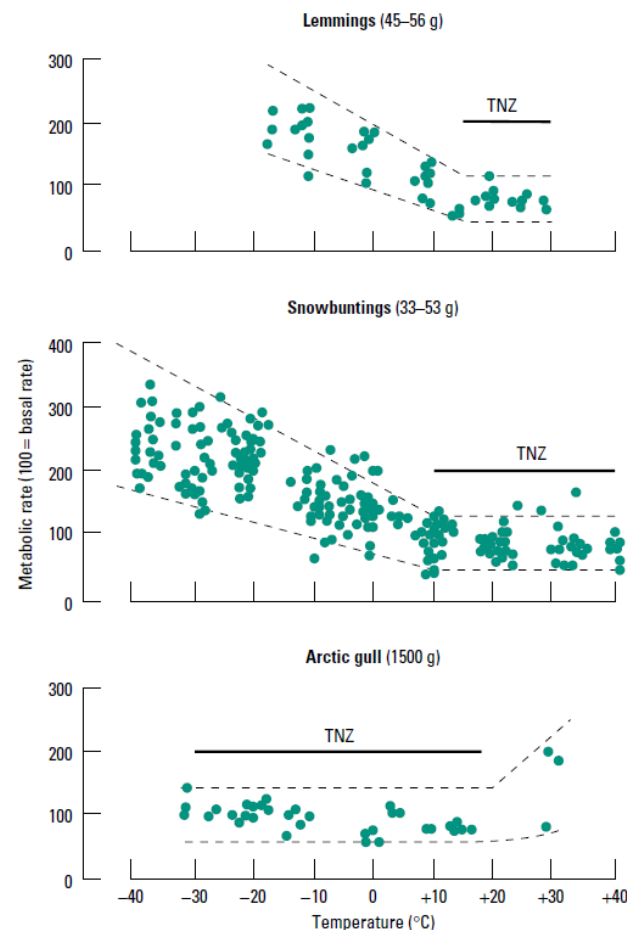 Lemmings (45–56 g)
300
200
100
0
TNZ
Snowbuntings (33–53 g)
400
300
200
100
0
TNZ
Metabolic rate (100 = basal rate)
Arctic gull (1500 g)
300
200
100
0
TNZ
–40 –30 –20 –10 0 +10 +20 +30 +40
Temperature (°C)